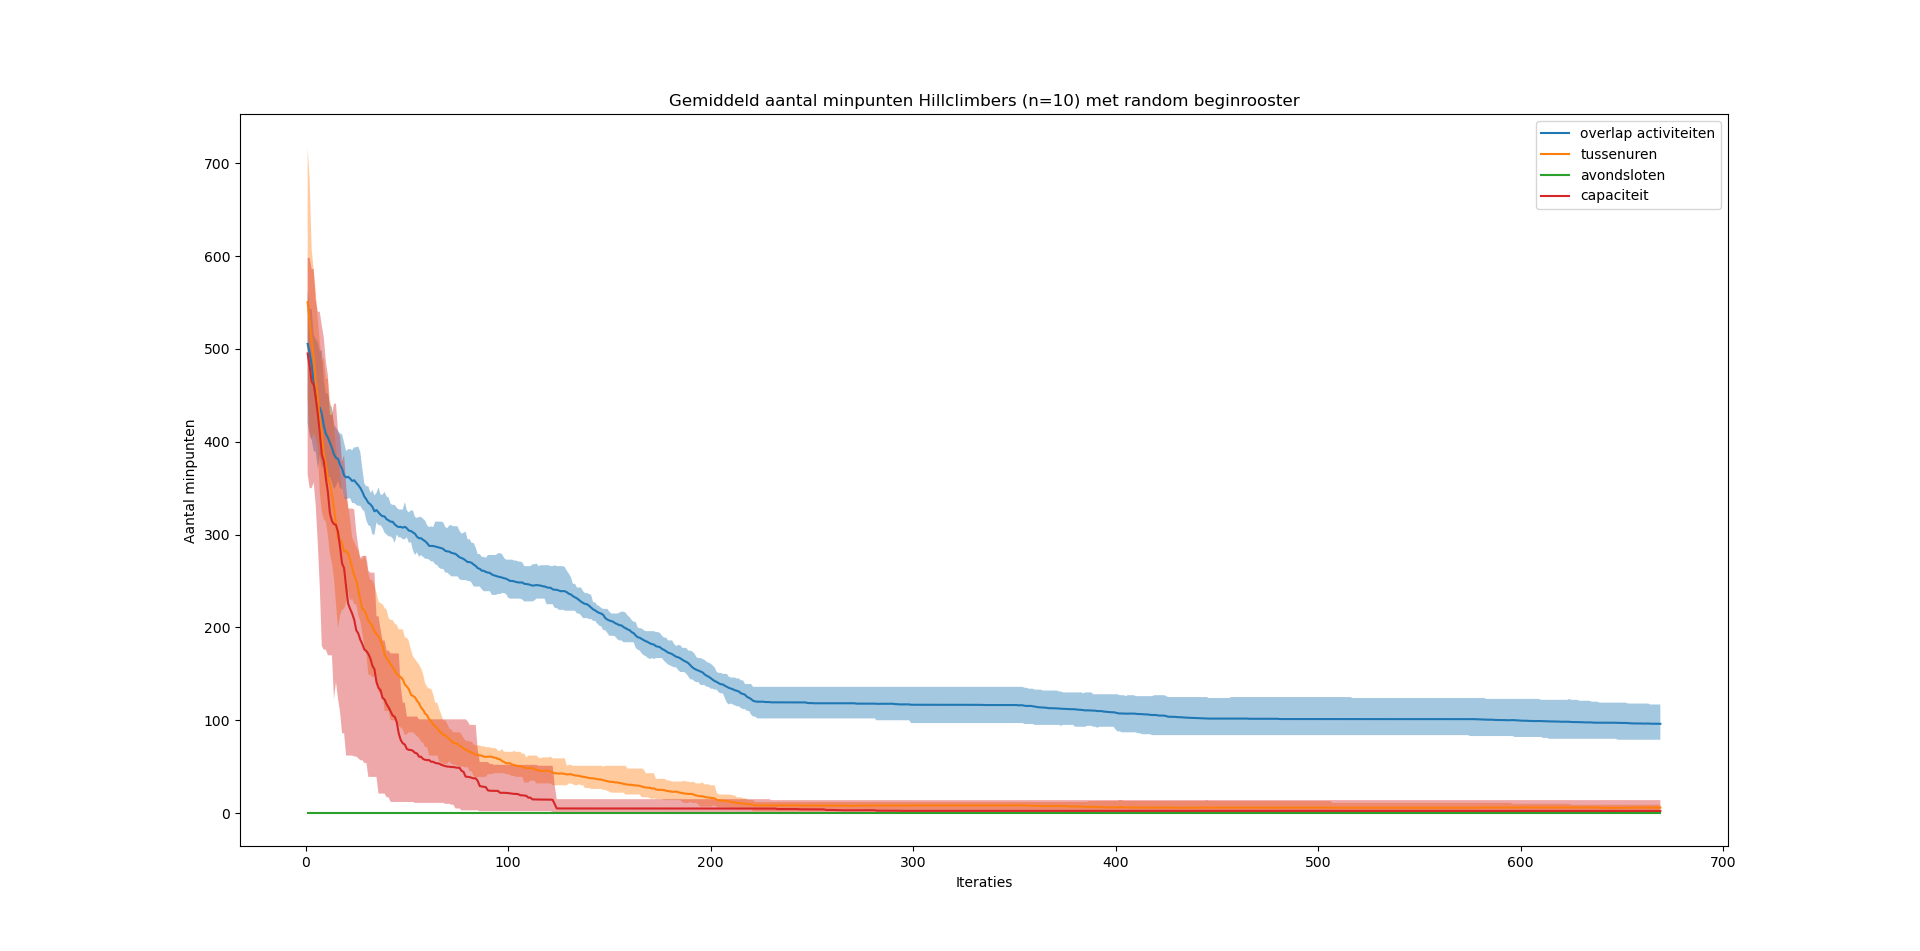 Gemiddeld aantal minpunten Hillclimbers (n=10) met random beginrooster
overlap activiteiten
tussenuren
avondsloten
capaciteit
Aantal minpunten
700
600
500
400
300
200
100
0
0 100 200 300 400 500 600 700
Iteraties